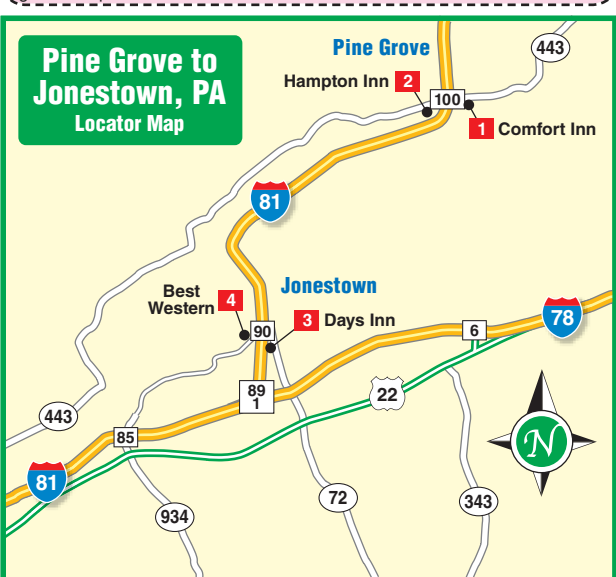 Pine Grove to
Jonestown, PA
Locator Map
Pine Grove
443
Hampton Inn 2
100
1 Comfort Inn
81
Jonestown
Best
Western
4
90
3 Days Inn
78
6
89
1
22
443
85
N
81
72
343
934